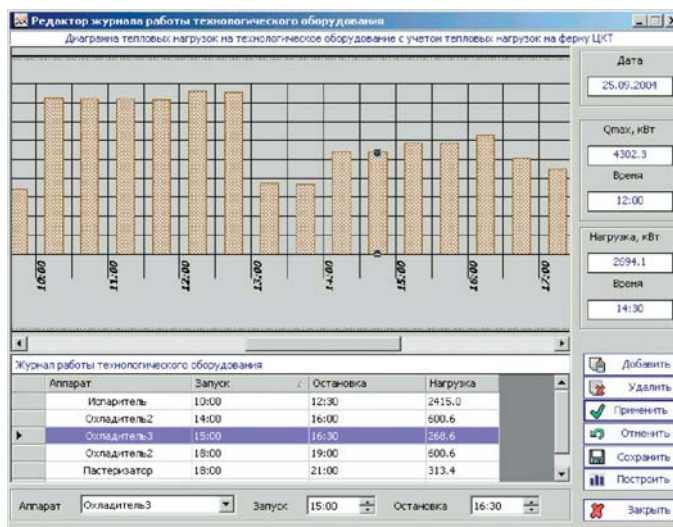 Редактор журнала работы технологического оборудования
Диаграмма тепловых нагрузок на технологическое оборудование с учетом тепловых нагрузок на ферму ЦКТ
Дата
25.09.2004
Qmax, кВт
4302.3
Время
12:00
Нагрузка, кВт
2694.1
Время
14:30
10:00 11:00 12:00 13:00 14:00 15:00 16:00 17:00
Журнал работы технологического оборудования
Аппарат Запуск Остановка Нагрузка
Испаритель 10:00 12:30 2415.0
Охладитель2 14:00 16:00 600.6
Охладитель3 15:00 16:30 268.6
Охладитель2 18:00 19:00 600.6
Пастеризатор 18:00 21:00 313.4
Аппарат Охладитель3 Запуск 15:00 Остановка 16:30
Добавить
Удалить
Применить
Отменить
Сохранить
Построить
Закрыть